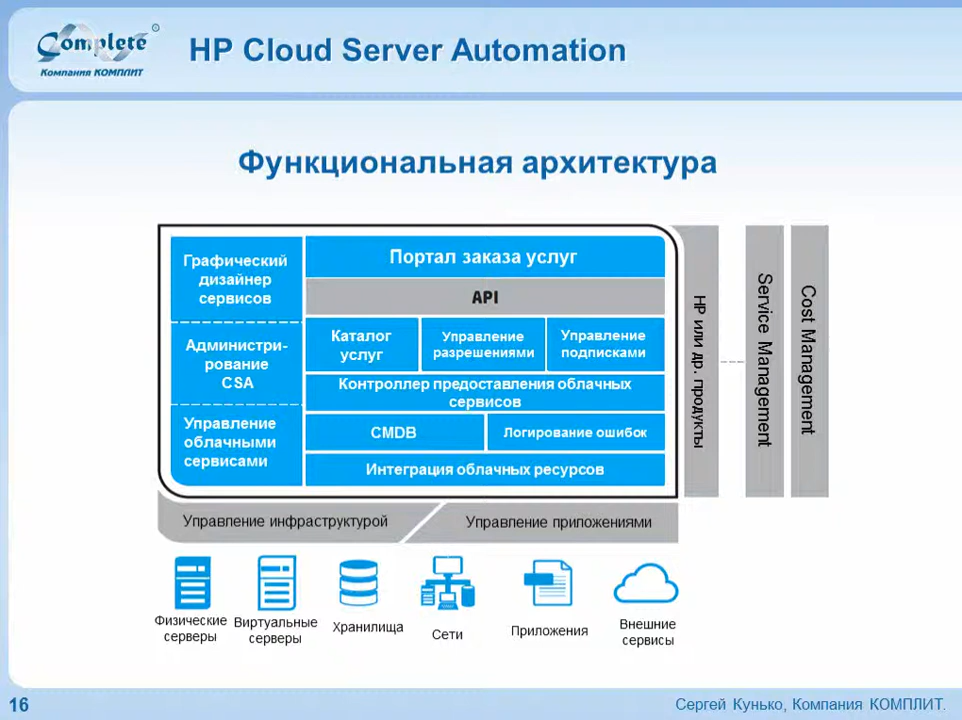 Complete
Компания КОМПЛИТ
HP Cloud Server Automation
Функциональная архитектура
Графический
дизайнер
сервисов
Администри-
рование
CSA
Управление
облачными
сервисами
Портал заказа услуг
API
Каталог
услуг
Управление
разрешениями
Управление
подписками
Контроллер предоставления облачных
сервисов
CMDB
Логирование ошибок
Интеграция облачных ресурсов
HP или др. продукты
Service Management
Cost Management
Управление инфраструктурой
Управление приложениями
Физические
серверы
Виртуальные
серверы
Хранилища
Сети
Приложения
Внешние
сервисы
16
Сергей Кунько, Компания КОМПЛИТ.